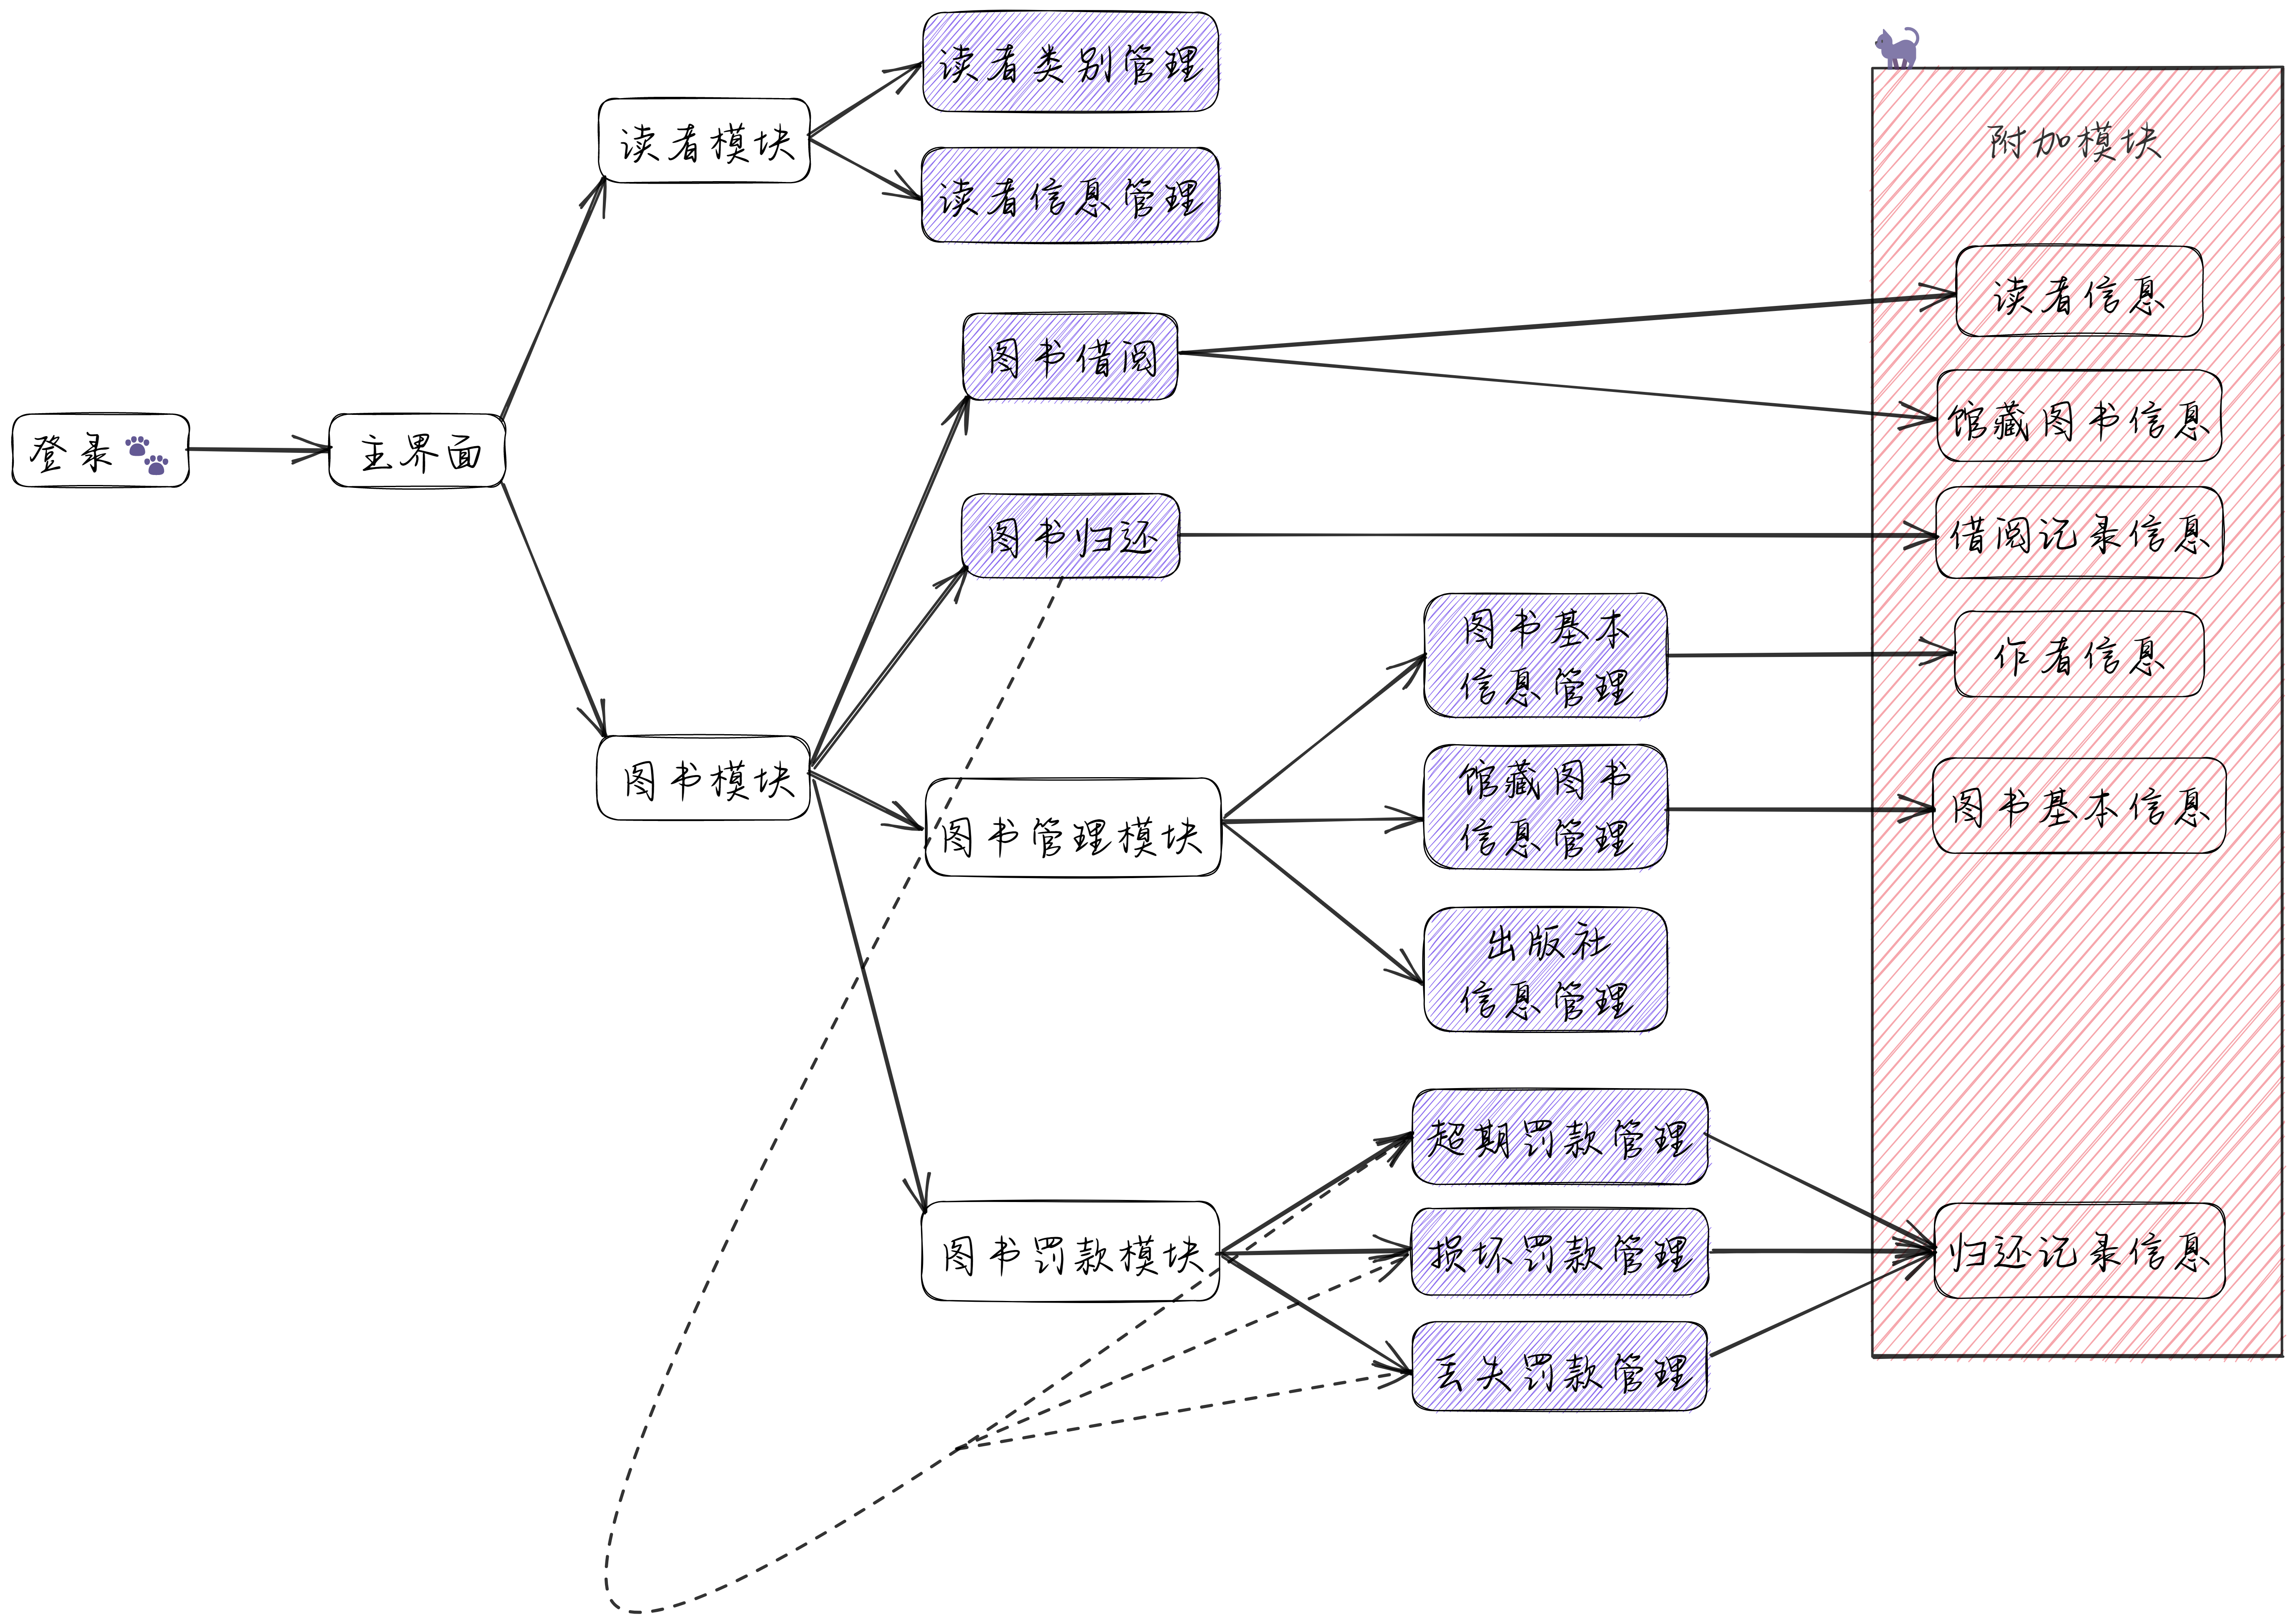 登录
主界面
读者模块
图书模块
读者类别管理
读者信息管理
图书借阅
图书归还
图书管理模块
图书罚款模块
图书基本
信息管理
馆藏图书
信息管理
出版社
信息管理
超期罚款管理
损坏罚款管理
丢失罚款管理
附加模块
读者信息
馆藏图书信息
借阅记录信息
作者信息
图书基本信息
归还记录信息